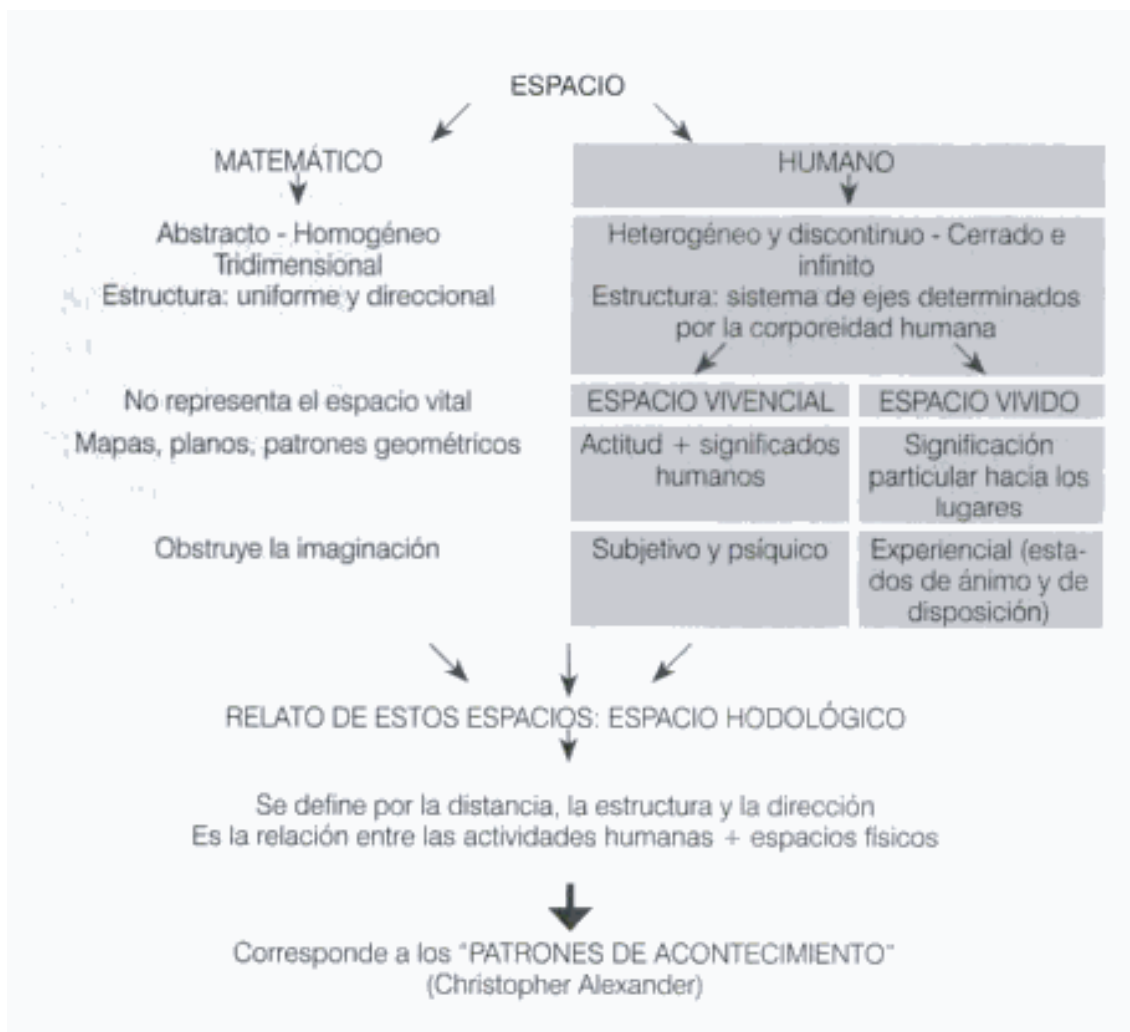 ESPACIO
MATEMÁTICO
Abstracto - Homogéneo
Tridimensional
Estructura: uniforme y direccional
No representa el espacio vital
Mapas, planos, patrones geométricos
Obstruye la imaginación
HUMANO
Heterogéneo y discontinuo - Cerrado e
infinito
Estructura: sistema de ejes determinados
por la corporeidad humana
ESPACIO VIVENCIAL
Actitud + significados
humanos
Subjetivo y psíquico
ESPACIO VIVIDO
Significación
particular hacia los
lugares
Experiencial (esta-
dos de ánimo y de
disposición)
RELATO DE ESTOS ESPACIOS: ESPACIO HODOLÓGICO
Se define por la distancia, la estructura y la dirección
Es la relación entre las actividades humanas + espacios físicos
Corresponde a los "PATRONES DE ACONTECIMIENTO"
(Christopher Alexander)